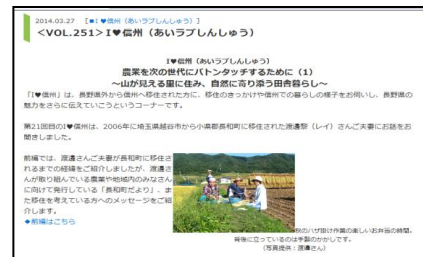 2014.03.27 [■I♥信州（あいラブしんしゅう）]
＜VOL.251＞I♥信州（あいラブしんしゅう）
I♥信州（あいラブしんしゅう）
農業を次の世代にバトンタッチするために（1）
～山が見える里に住み、自然に寄り添う田舎暮らし～
「I♥信州」は、長野県外から信州へ移住された方に、移住のきっかけや信州での暮らしの様子をお伺いし、長野県の
魅力をさらに伝えていこうというコーナーです。
第21回目のI♥信州は、2006年に埼玉県越谷市から小県郡長和町に移住された渡邉黎（レイ）さんご夫妻にお話をお
聞きしました。
前編では、渡邉さんご夫妻が長和町に移住さ
れるまでの経緯をご紹介しましたが、渡邉さ
んが取り組んでいる農業や地域内のみなさん
に向けて発行している「長和町だより」、ま
た移住を考えている方へのメッセージをご紹
介します。
◆前編はこちら
秋のハゼ掛け作業の楽しいお弁当の時間。
背後に立っているのは手製のかかしです。
（写真提供：渡邉さん）